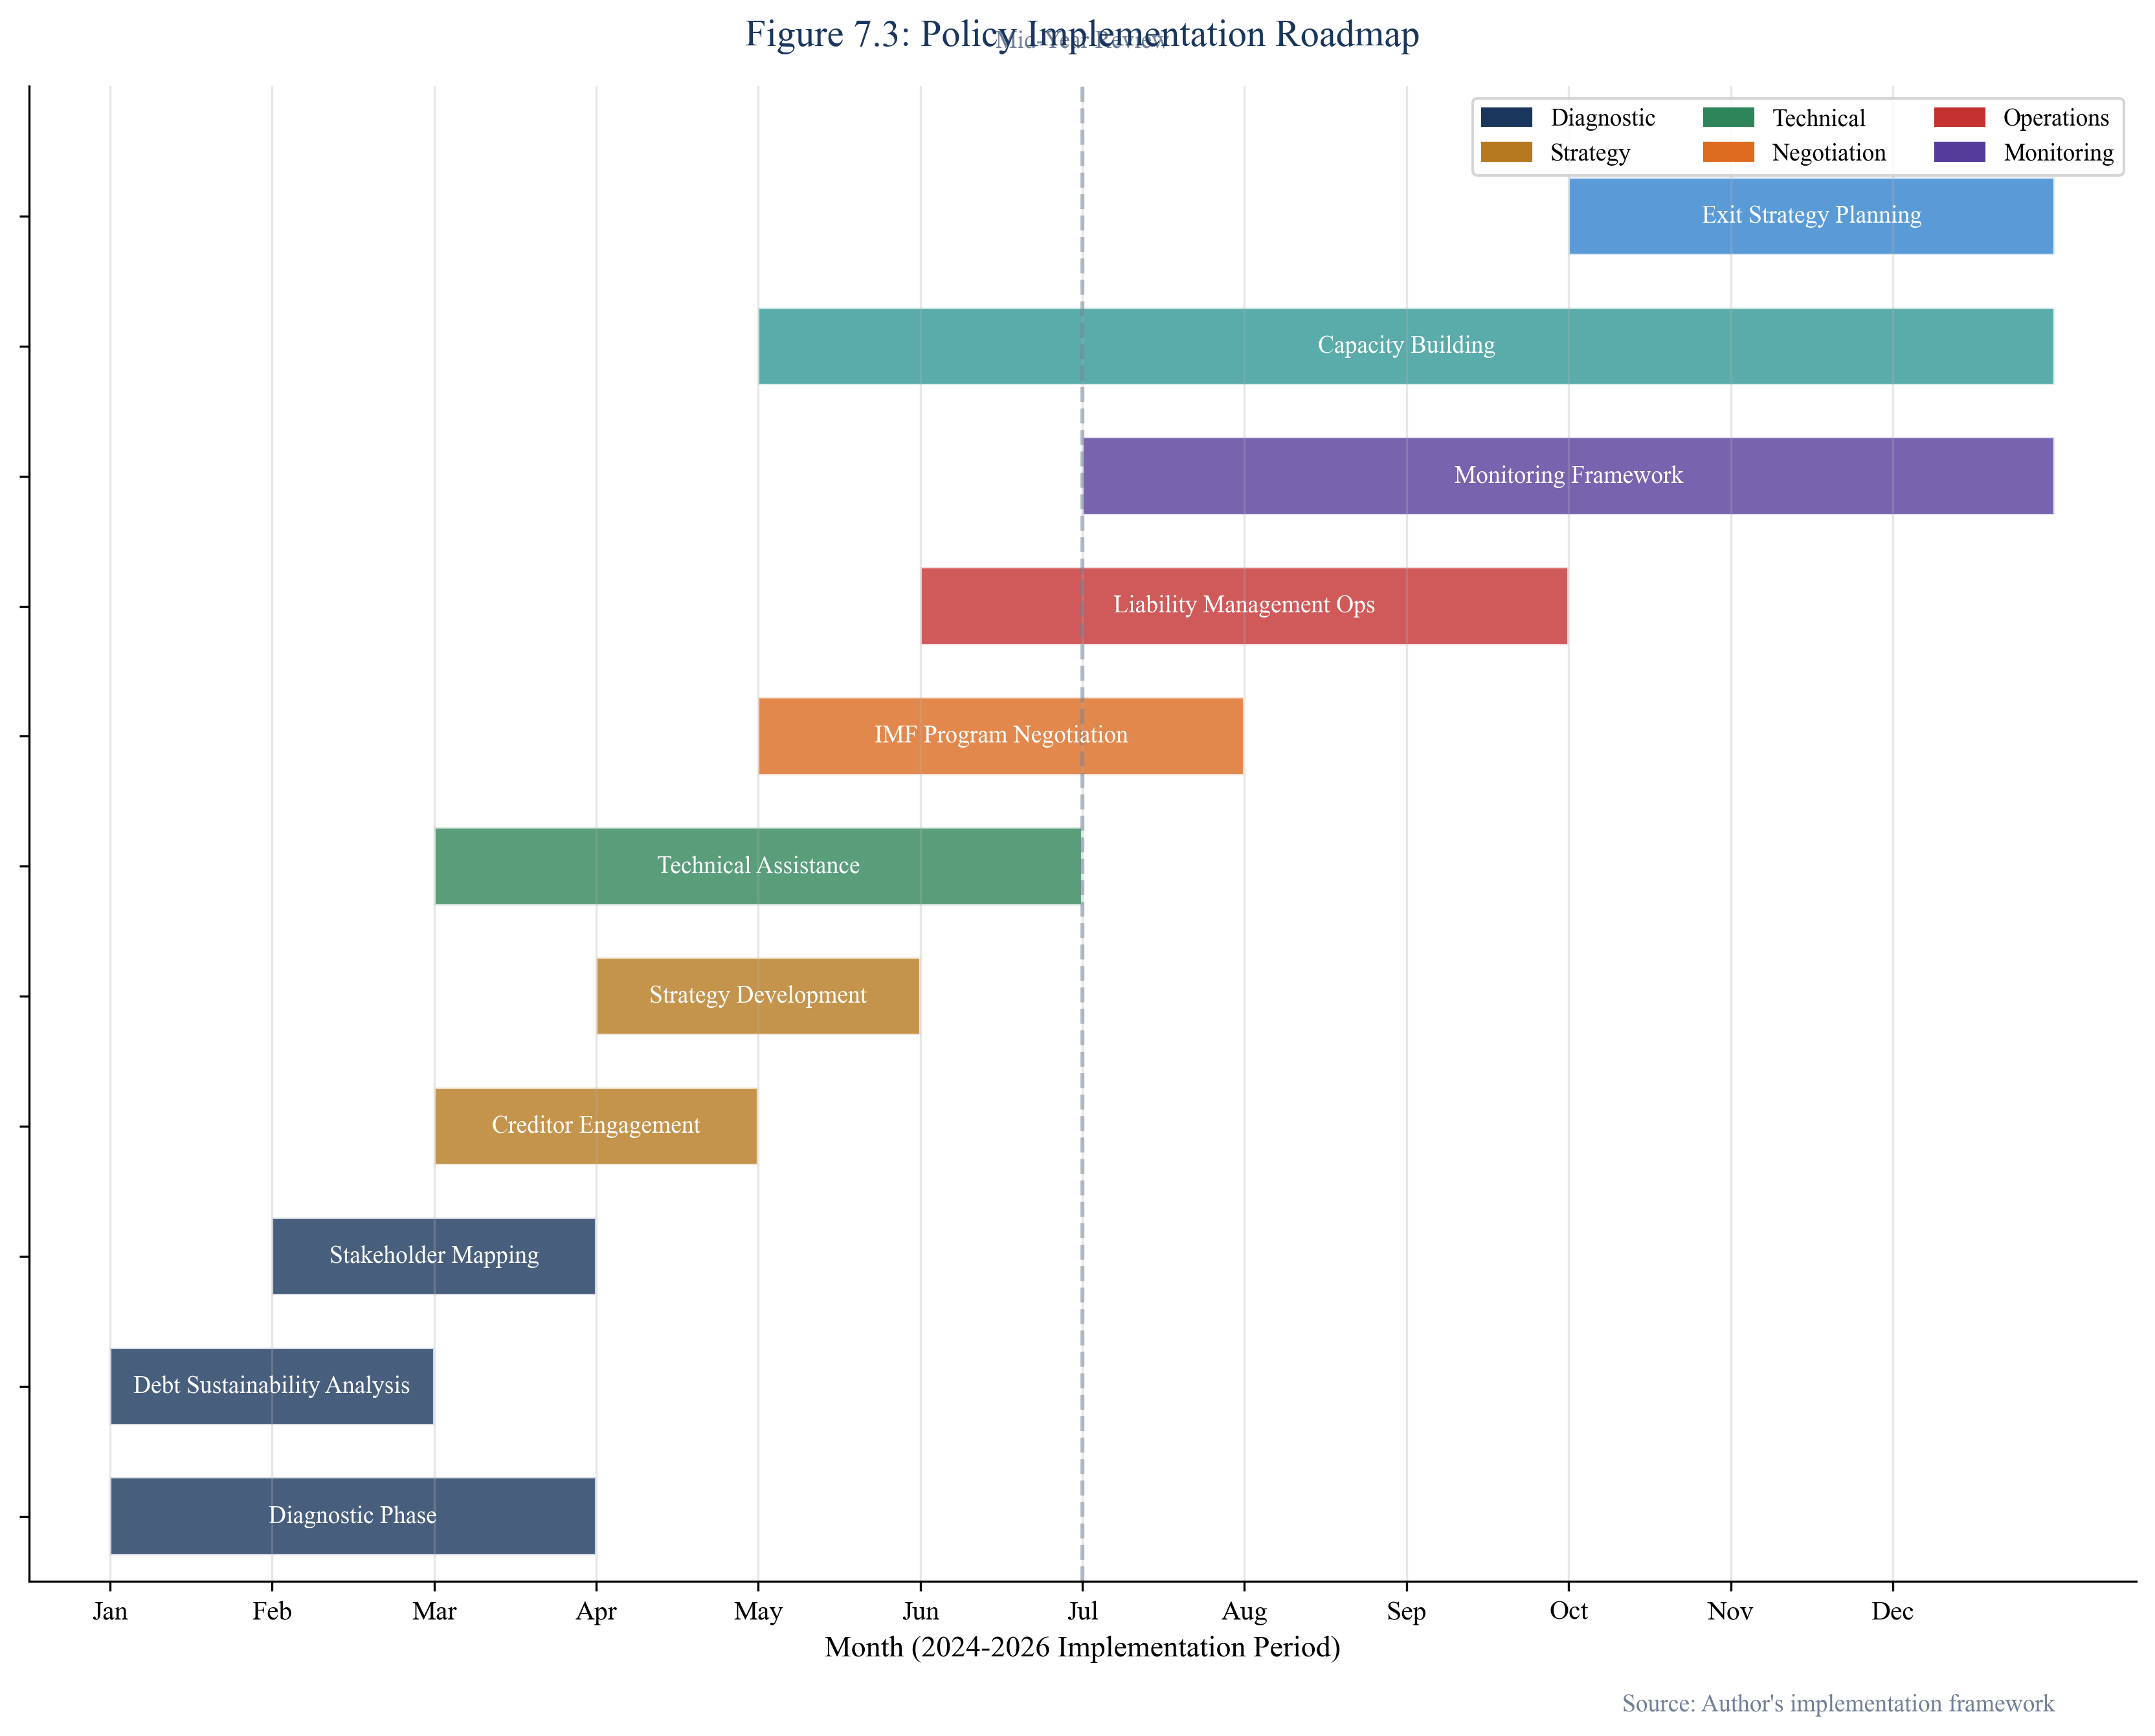 Figure 7.3: Policy Implementation Roadmap
Mid-Year Review
Diagnostic Technical Operations
Strategy Negotiation Monitoring
Exit Strategy Planning
Capacity Building
Monitoring Framework
Liability Management Ops
IMF Program Negotiation
Technical Assistance
Strategy Development
Creditor Engagement
Stakeholder Mapping
Debt Sustainability Analysis
Diagnostic Phase
Jan Feb Mar Apr May Jun Jul Aug Sep Oct Nov Dec
Month (2024-2026 Implementation Period)
Source: Author's implementation framework